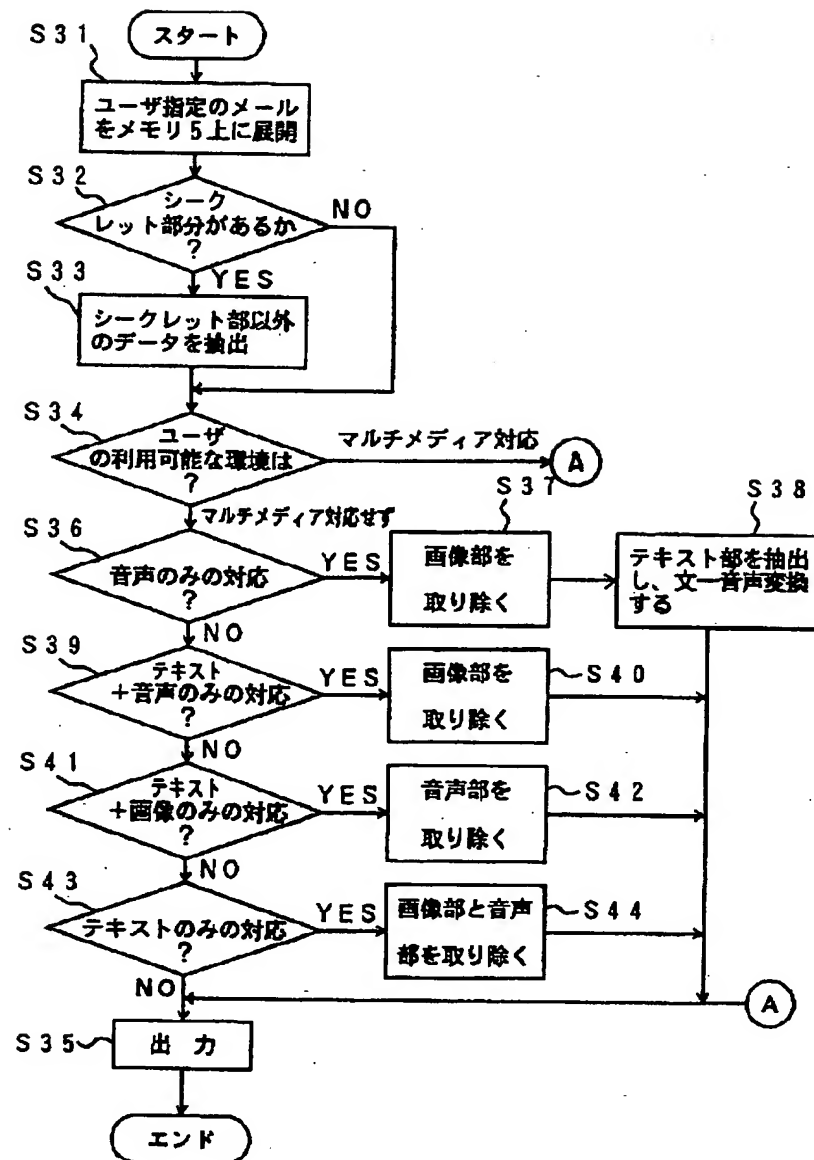 S31
スタート
ユーザ指定のメール
をメモリ5上に展開
S32
シーク
レット部分があるか
?
NO
YES
S33
シークレット部以外
のデータを抽出
S34
ユーザ
の利用可能な環境は
?
マルチメディア対応
A
マルチメディア対応せず
S36
音声のみの対応
?
YES
NO
S37
画像部を
取り除く
S38
テキスト部を抽出
し、文−音声変換
する
S39
テキスト
+音声のみの対応
?
YES
NO
画像部を
取り除く
S40
S41
テキスト
+画像のみの対応
?
YES
NO
音声部を
取り除く
S42
S43
テキストのみの対応
?
YES
NO
画像部と音声
部を取り除く
S44
A
S35
出 力
エンド